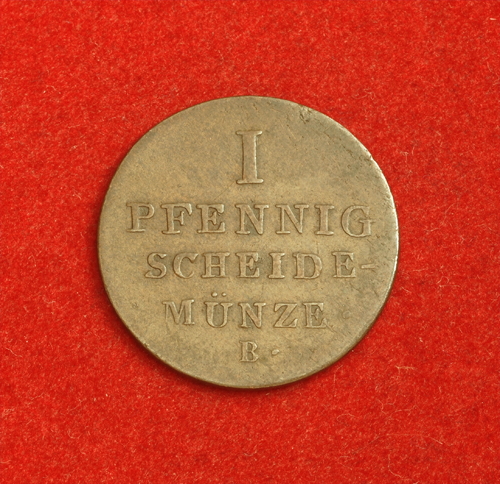 I
PFENNIG
SCHEIDE-
MÜNZE
B.